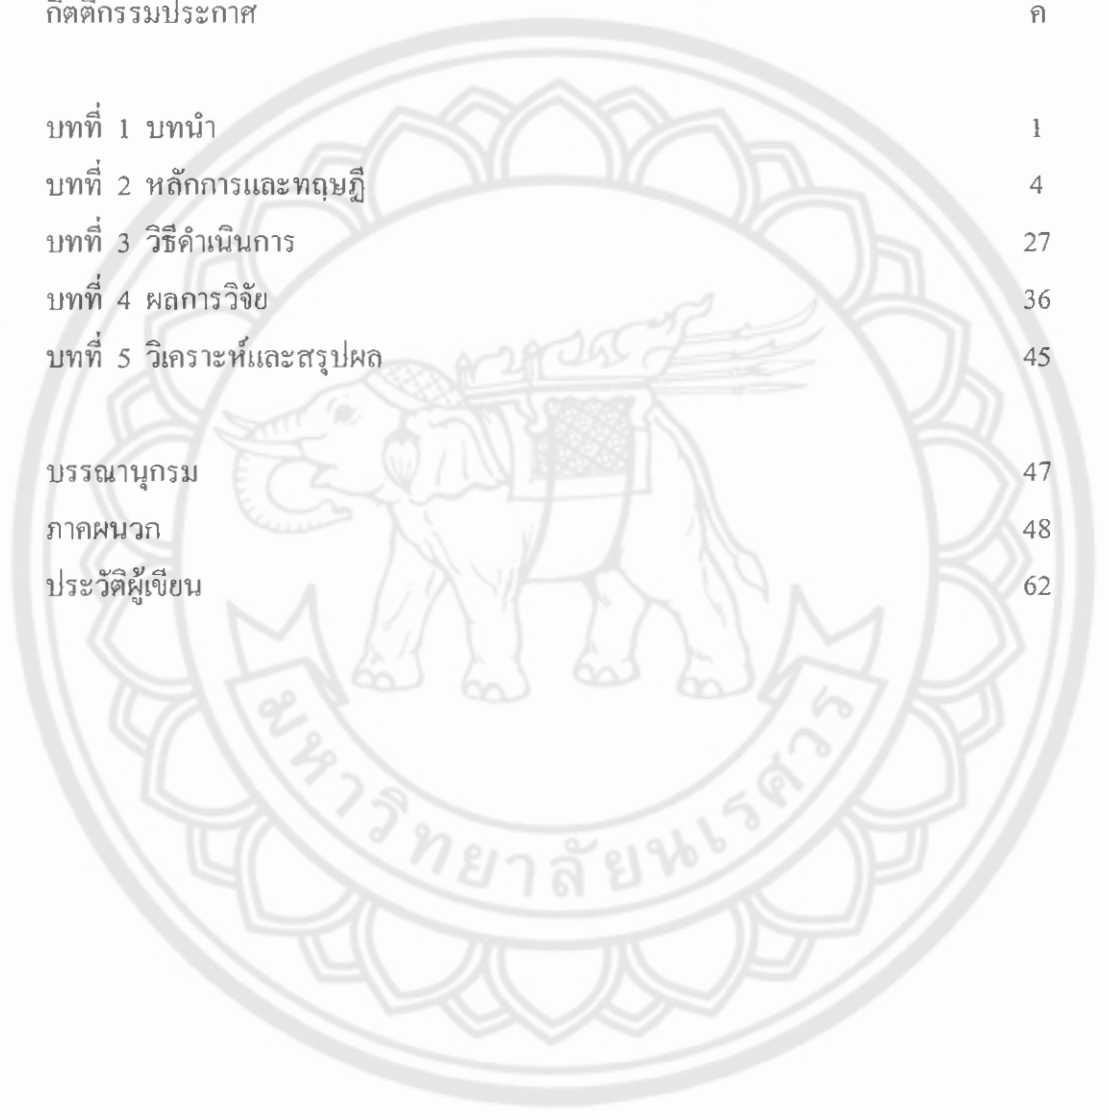 กิตติกรรมประกาศ ค
บทที่ 1 บทนำ 1
บทที่ 2 หลักการและทฤษฎี 4
บทที่ 3 วิธีดำเนินการ 27
บทที่ 4 ผลการวิจัย 36
บทที่ 5 วิเคราะห์และสรุปผล 45
บรรณานุกรม 47
ภาคผนวก 48
ประวัติผู้เขียน 62
มหาวิทยาลัยนเรศวร